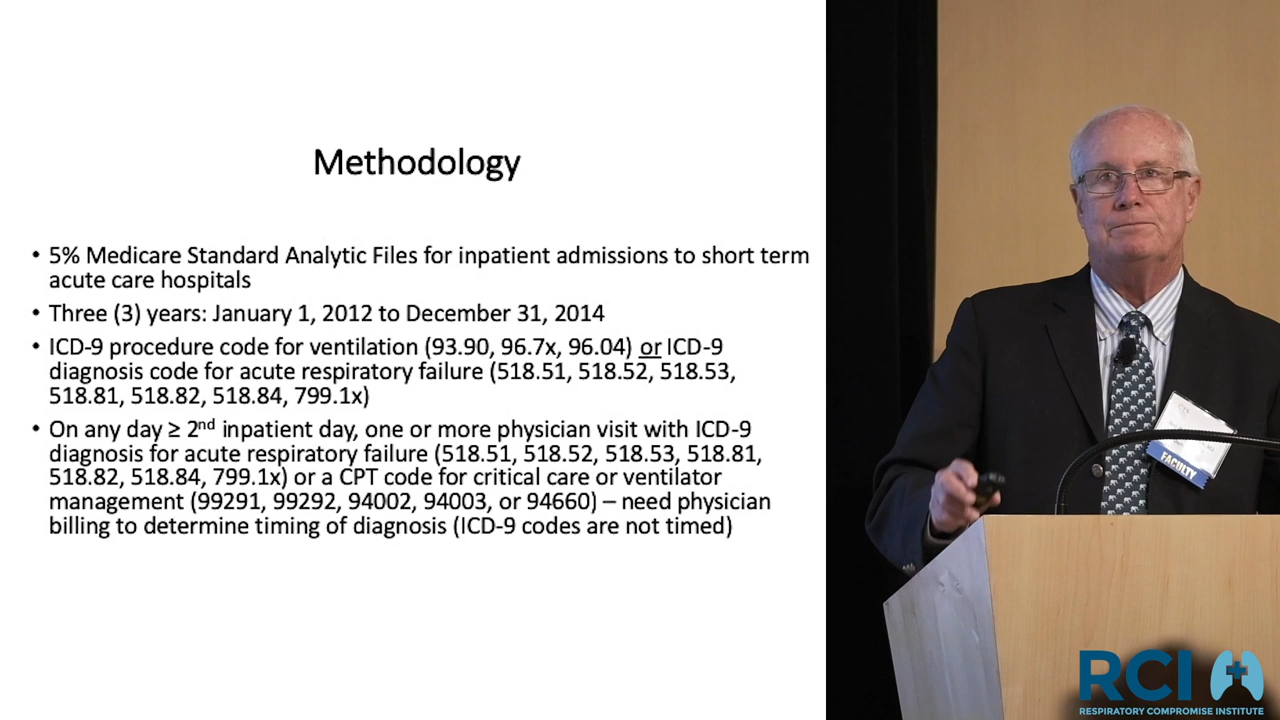 Methodology
• 5% Medicare Standard Analytic Files for inpatient admissions to short term
acute care hospitals
• Three (3) years: January 1, 2012 to December 31, 2014
• ICD-9 procedure code for ventilation (93.90, 96.7x, 96.04) or ICD-9
diagnosis code for acute respiratory failure (518.51, 518.52, 518.53,
518.81, 518.82, 518.84, 799.1x)
• On any day ≥ 2nd inpatient day, one or more physician visit with ICD-9
diagnosis for acute respiratory failure (518.51, 518.52, 518.53, 518.81,
518.82, 518.84, 799.1x) or a CPT code for critical care or ventilator
management (99291, 99292, 94002, 94003, or 94660) – need physician
billing to determine timing of diagnosis (ICD-9 codes are not timed)
FACULTY
RCI
RESPIRATORY COMPROMISE INSTITUTE